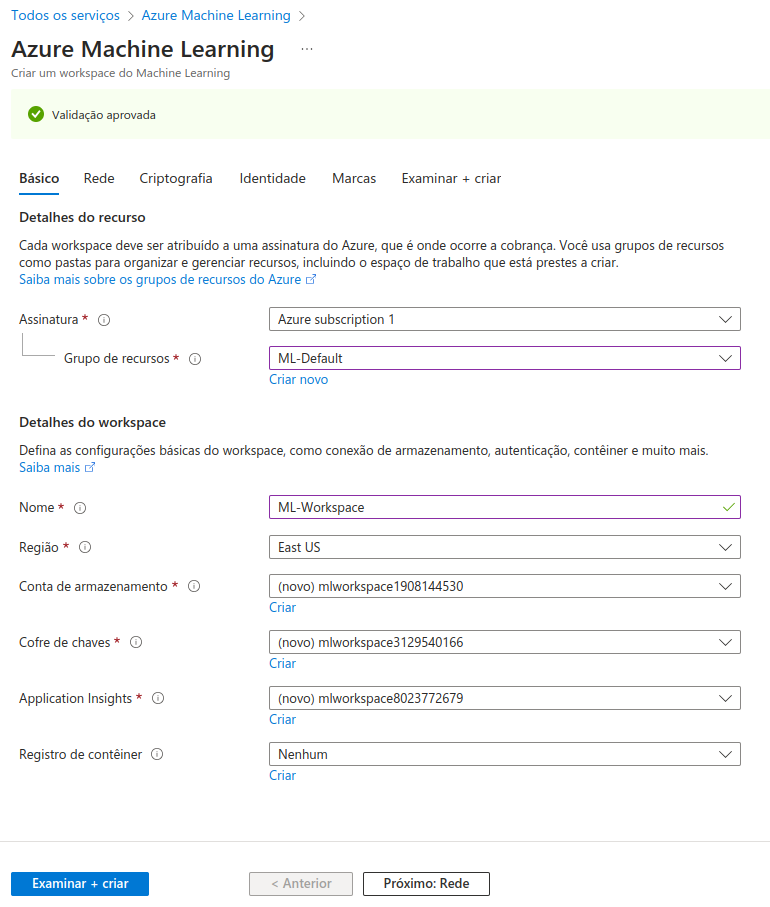 Todos os serviços > Azure Machine Learning >
Azure Machine Learning ...
Criar um workspace do Machine Learning
Validação aprovada
Básico Rede Criptografia Identidade Marcas Examinar + criar
Detalhes do recurso
Cada workspace deve ser atribuído a uma assinatura do Azure, que é onde ocorre a cobrança. Você usa grupos de recursos
como pastas para organizar e gerenciar recursos, incluindo o espaço de trabalho que está prestes a criar.
Saiba mais sobre os grupos de recursos do Azure
Assinatura * Azure subscription 1
Grupo de recursos * ML-Default
Criar novo
Detalhes do workspace
Defina as configurações básicas do workspace, como conexão de armazenamento, autenticação, contêiner e muito mais.
Saiba mais
Nome * ML-Workspace
Região * East US
Conta de armazenamento * (novo) mlworkspace1908144530
Criar
Cofre de chaves * (novo) mlworkspace3129540166
Criar
Application Insights * (novo) mlworkspace8023772679
Criar
Registro de contêiner Nenhum
Criar
Examinar + criar < Anterior Próximo: Rede